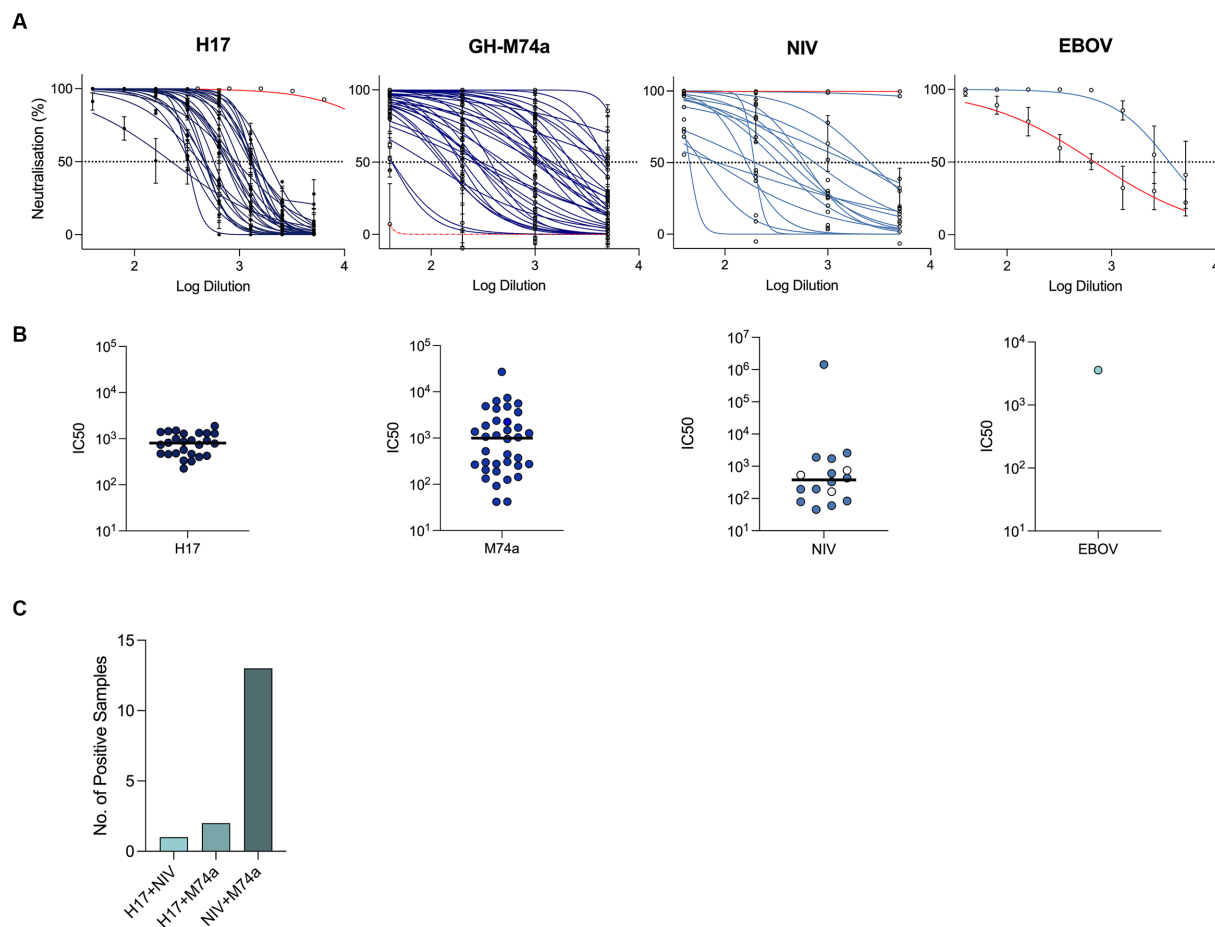 A
H17
GH-M74a
NIV
EBOV
Neutralisation (%)
100
50
0
2
3
4
Log Dilution
100
50
0
2
3
4
Log Dilution
100
50
0
2
3
4
Log Dilution
100
50
0
2
3
4
Log Dilution
B
IC50
10^5
10^4
10^3
10^2
10^1
H17
IC50
10^5
10^4
10^3
10^2
10^1
M74a
IC50
10^7
10^6
10^5
10^4
10^3
10^2
10^1
NIV
IC50
10^4
10^3
10^2
10^1
EBOV
C
No. of Positive Samples
15
10
5
0
H17+NIV
H17+M74a
NIV+M74a